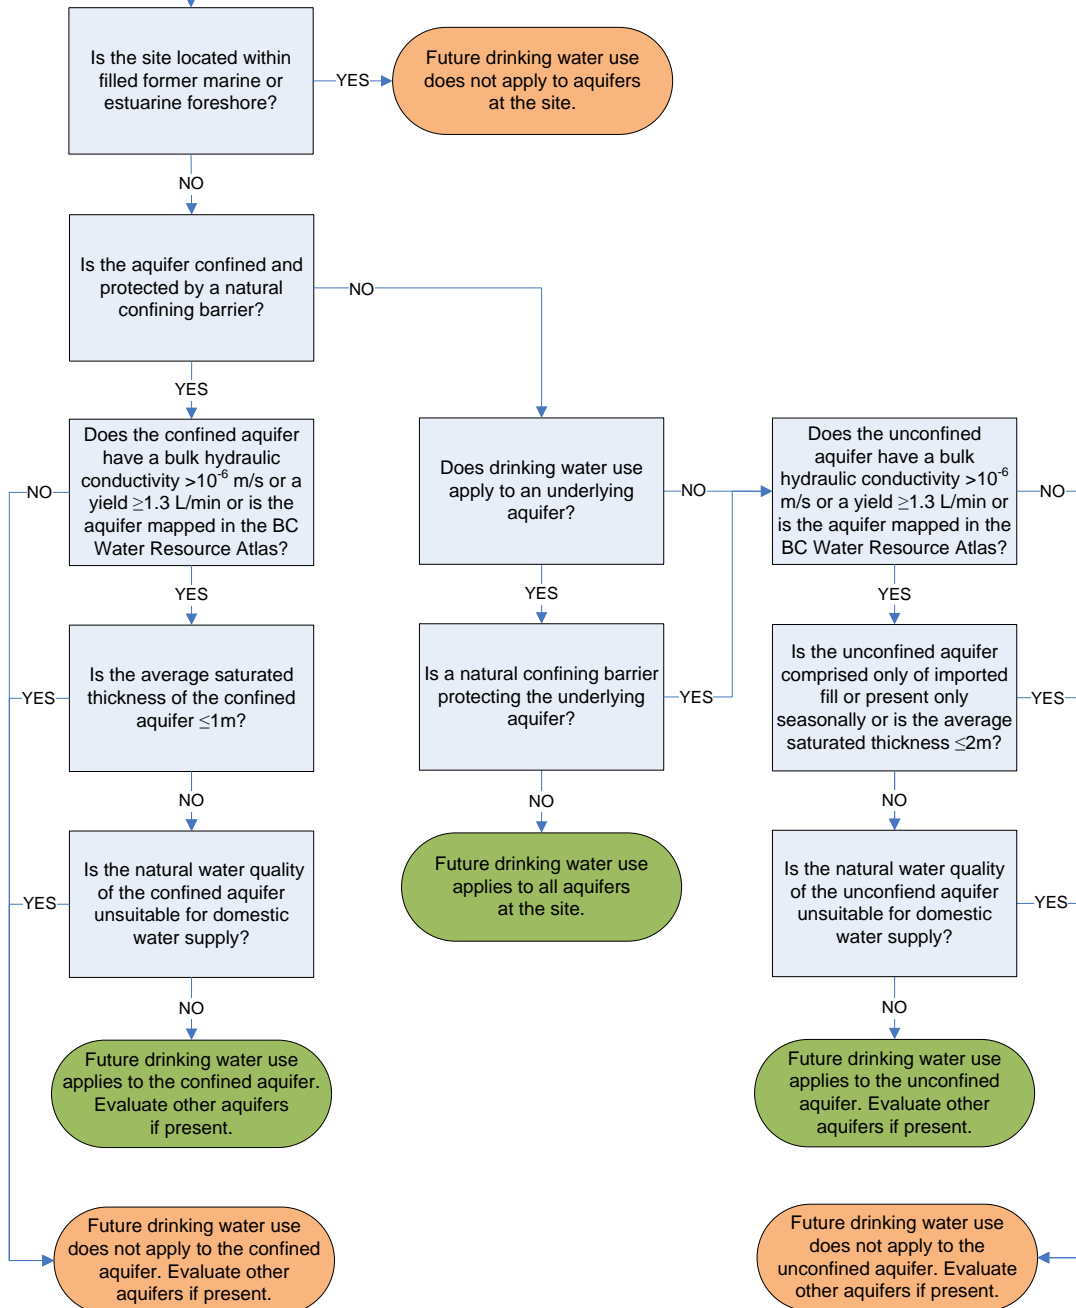 Is the site located within
filled former marine or
estuarine foreshore?
YES
Future drinking water use
does not apply to aquifers
at the site.
NO
Is the aquifer confined and
protected by a natural
confining barrier?
NO
YES
Does the confined aquifer
have a bulk hydraulic
conductivity >10⁻⁶ m/s or a
yield ≥1.3 L/min or is the
aquifer mapped in the BC
Water Resource Atlas?
NO
YES
Does drinking water use
apply to an underlying
aquifer?
NO
YES
Does the unconfined
aquifer have a bulk
hydraulic conductivity >10⁻⁶
m/s or a yield ≥1.3 L/min or
is the aquifer mapped in the
BC Water Resource Atlas?
NO
YES
Is the average saturated
thickness of the confined
aquifer ≤1m?
YES
NO
Is a natural confining barrier
protecting the underlying
aquifer?
YES
NO
Is the unconfined aquifer
comprised only of imported
fill or present only
seasonally or is the average
saturated thickness ≤2m?
YES
NO
Is the natural water quality
of the confined aquifer
unsuitable for domestic
water supply?
YES
NO
Future drinking water use
applies to all aquifers
at the site.
Is the natural water quality
of the unconfiend aquifer
unsuitable for domestic
water supply?
YES
NO
Future drinking water use
applies to the confined aquifer.
Evaluate other aquifers
if present.
Future drinking water use
applies to the unconfined
aquifer. Evaluate other
aquifers if present.
Future drinking water use
does not apply to the confined
aquifer. Evaluate other
aquifers if present.
Future drinking water use
does not apply to the
unconfined aquifer. Evaluate
other aquifers if present.